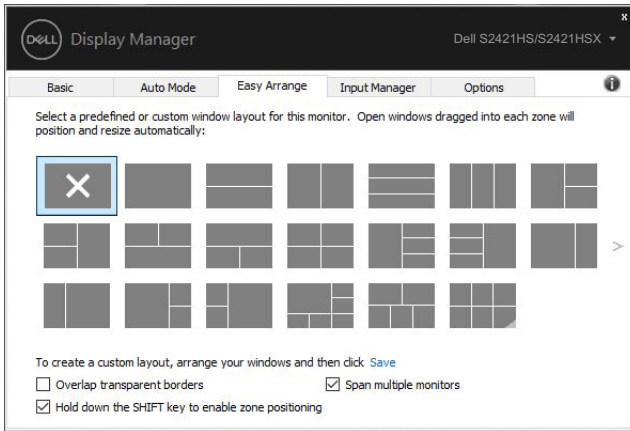 x
DELL Display Manager Dell S2421HS/S2421HSX
Basic Auto Mode Easy Arrange Input Manager Options i
Select a predefined or custom window layout for this monitor. Open windows dragged into each zone will
position and resize automatically:
>
To create a custom layout, arrange your windows and then click Save
Overlap transparent borders Span multiple monitors
Hold down the SHIFT key to enable zone positioning